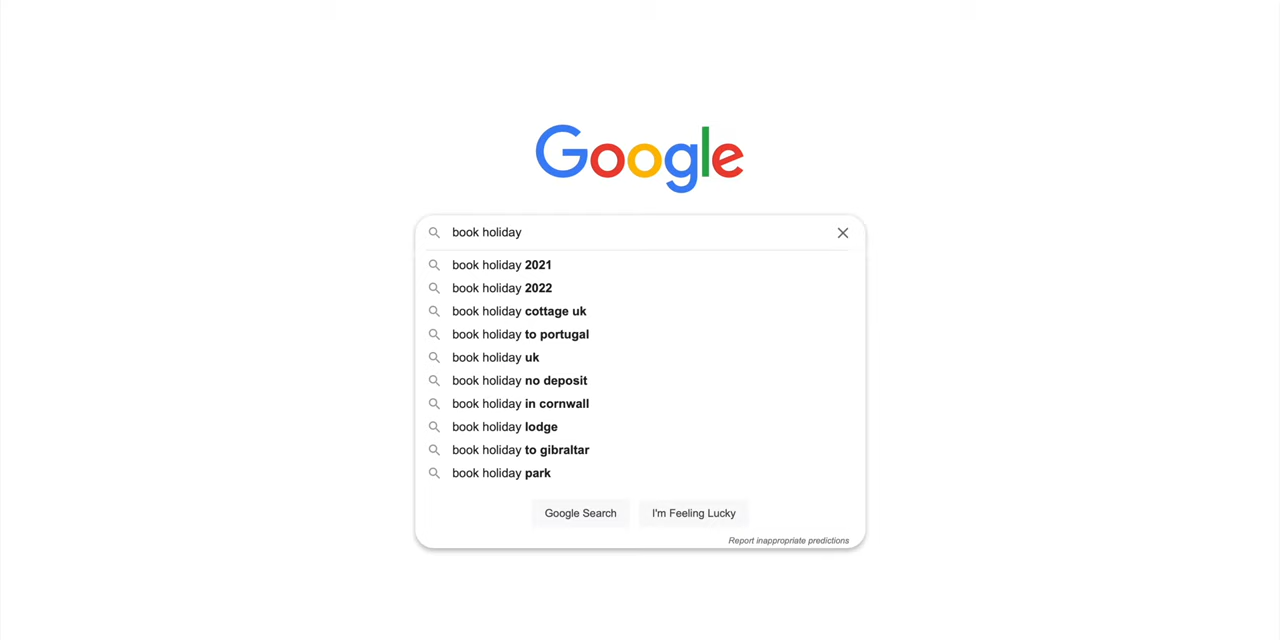 Google
book holiday
book holiday 2021
book holiday 2022
book holiday cottage uk
book holiday to portugal
book holiday uk
book holiday no deposit
book holiday in cornwall
book holiday lodge
book holiday to gibraltar
book holiday park
Google Search I'm Feeling Lucky
Report inappropriate predictions